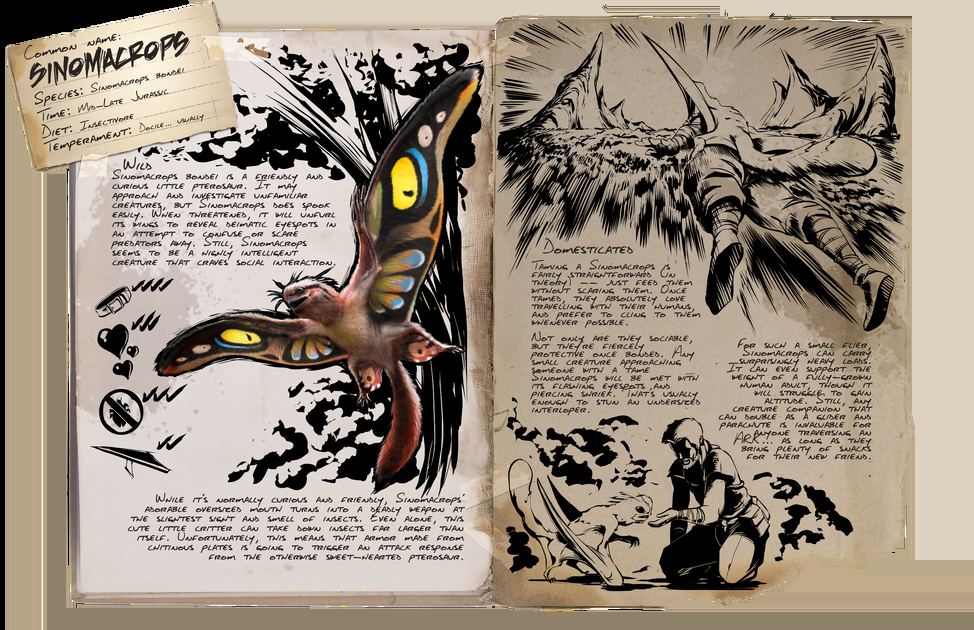 Common Name:
Sinomacrops
Species: Sinomacrops bondei
Time: Mid-Late Jurassic
Diet: Insectivore
Temperament: Docile... usually
Wild
Sinomacrops bondei is a friendly and
curious little pterosaur. It may
approach and investigate unfamiliar
creatures, but Sinomacrops does spook
easily. When threatened, it will unfurl
its wings to reveal deimatic eyespots in
an attempt to confuse or scare
predators away. Still, Sinomacrops
seems to be a highly intelligent
creature that craves social interaction.
While it's normally curious and friendly, Sinomacrops'
adorable oversized mouth turns into a deadly weapon at
the slightest sight and smell of insects. Even alone, this
cute little critter can take down insects far larger than
itself. Unfortunately, this means that armor made from
chitinous plates is going to trigger an attack response
from the otherwise sweet-hearted pterosaur.
Domesticated
Taming a Sinomacrops is
fairly straightforward (in
theory) -- just feed them
without scaring them. Once
tamed, they absolutely love
travelling with their humans,
and prefer to cling to them
whenever possible.
Not only are they sociable,
but they're fiercely
protective once bonded. Any
small creature approaching
someone with a tame
Sinomacrops will be met with
its flashing eyespots and
piercing shriek. That's usually
enough to stun an undersized
interloper.
For such a small flier,
Sinomacrops can carry
surprisingly heavy loads.
It can even support the
weight of a fully-grown
human adult, though it
will struggle to gain
altitude. Still, any
creature companion that
can double as a glider and
parachute is invaluable for
anyone traversing an
ARK... as long as they
bring plenty of snacks
for their new friend.